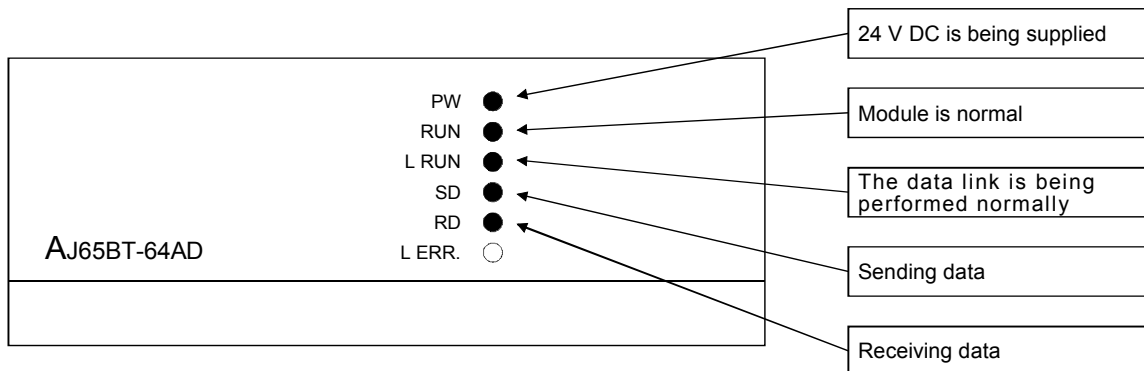 24 V DC is being supplied
PW
Module is normal
RUN
L RUN
The data link is being
performed normally
SD
RD
AJ65BT-64AD
L ERR.
Sending data
Receiving data